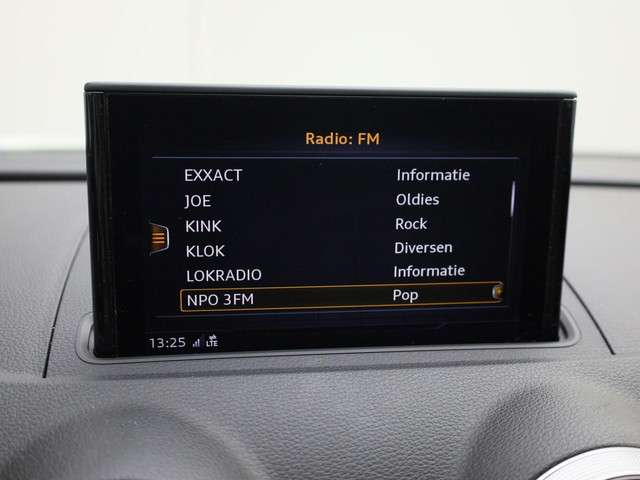 Radio: FM
EXXACT Informatie
JOE Oldies
KINK Rock
KLOK Diversen
LOKRADIO Informatie
NPO 3FM Pop
13:25 LTE